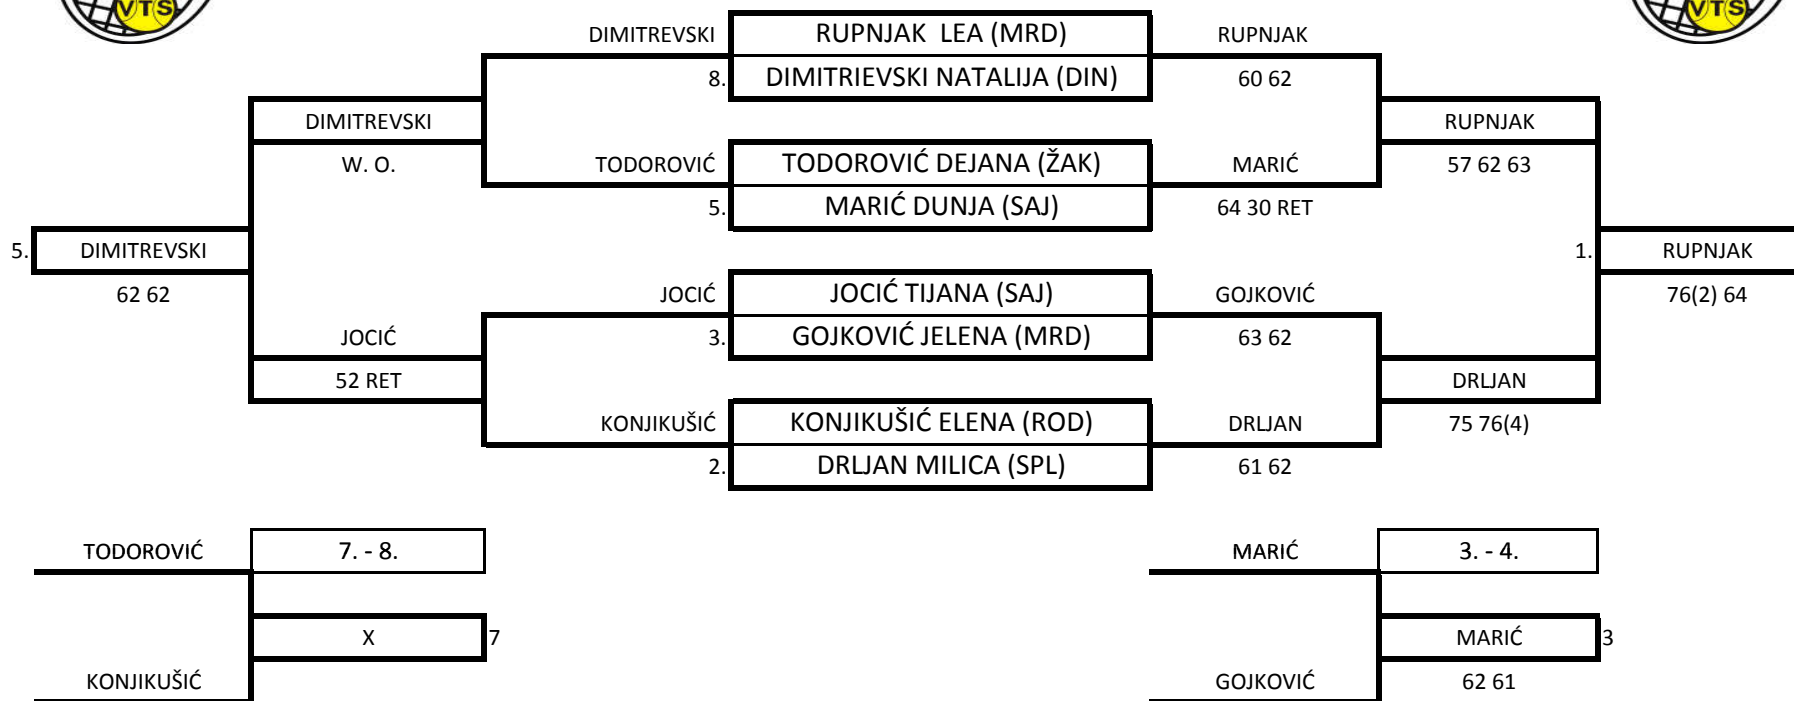 VTS
VTS
DIMITREVSKI RUPNJAK LEA (MRD) RUPNJAK
8. DIMITRIEVSKI NATALIJA (DIN) 60 62
DIMITREVSKI RUPNJAK
W. O. TODOROVIĆ TODOROVIĆ DEJANA (ŽAK) MARIĆ 57 62 63
5. MARIĆ DUNJA (SAJ) 64 30 RET
5. DIMITREVSKI 1. RUPNJAK
62 62 JOCIĆ JOCIĆ TIJANA (SAJ) GOJKOVIĆ 76(2) 64
JOCIĆ 3. GOJKOVIĆ JELENA (MRD) 63 62
52 RET DRLJAN
KONJIKUŠIĆ KONJIKUŠIĆ ELENA (ROD) DRLJAN 75 76(4)
2. DRLJAN MILICA (SPL) 61 62
TODOROVIĆ 7. - 8. MARIĆ 3. - 4.
X 7 MARIĆ 3
KONJIKUŠIĆ GOJKOVIĆ 62 61